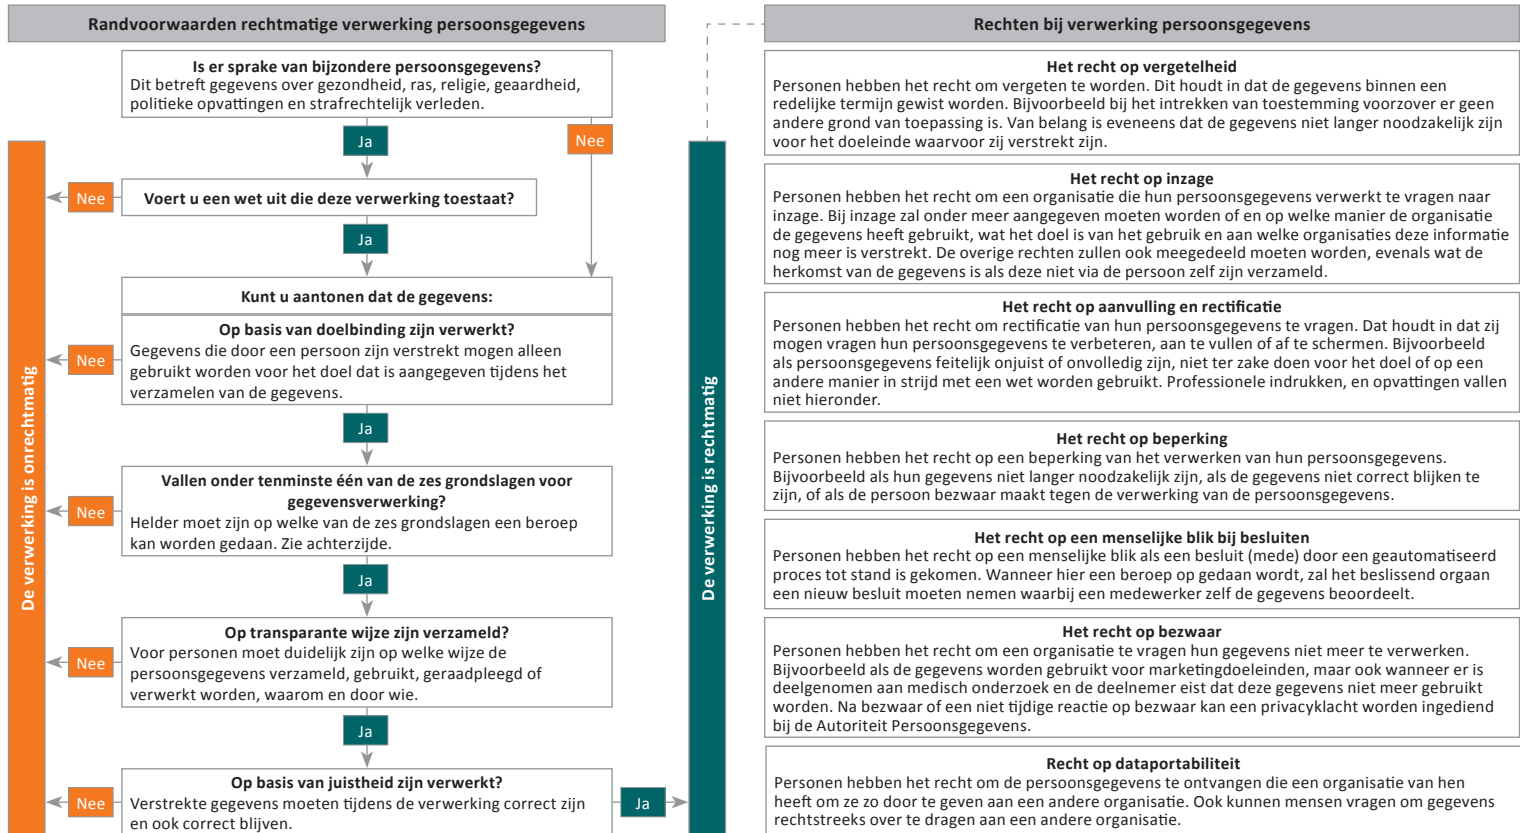 Randvoorwaarden rechtmatige verwerking persoonsgegevens
Is er sprake van bijzondere persoonsgegevens?
Dit betreft gegevens over gezondheid, ras, religie, geaardheid,
politieke opvattingen en strafrechtelijk verleden.
Ja
Nee
Nee
Voert u een wet uit die deze verwerking toestaat?
Ja
Kunt u aantonen dat de gegevens:
Op basis van doelbinding zijn verwerkt?
Gegevens die door een persoon zijn verstrekt mogen alleen
gebruikt worden voor het doel dat is aangegeven tijdens het
verzamelen van de gegevens.
Nee
Ja
Vallen onder tenminste één van de zes grondslagen voor
gegevensverwerking?
Helder moet zijn op welke van de zes grondslagen een beroep
kan worden gedaan. Zie achterzijde.
Nee
Ja
Op transparante wijze zijn verzameld?
Voor personen moet duidelijk zijn op welke wijze de
persoonsgegevens verzameld, gebruikt, geraadpleegd of
verwerkt worden, waarom en door wie.
Nee
Ja
Op basis van juistheid zijn verwerkt?
Verstrekte gegevens moeten tijdens de verwerking correct zijn
en ook correct blijven.
Nee
Ja
De verwerking is onrechtmatig
De verwerking is rechtmatig
Rechten bij verwerking persoonsgegevens
Het recht op vergetelheid
Personen hebben het recht om vergeten te worden. Dit houdt in dat de gegevens binnen een
redelijke termijn gewist worden. Bijvoorbeeld bij het intrekken van toestemming voorzover er geen
andere grond van toepassing is. Van belang is eveneens dat de gegevens niet langer noodzakelijk zijn
voor het doeleinde waarvoor zij verstrekt zijn.
Het recht op inzage
Personen hebben het recht om een organisatie die hun persoonsgegevens verwerkt te vragen naar
inzage. Bij inzage zal onder meer aangegeven moeten worden of en op welke manier de organisatie
de gegevens heeft gebruikt, wat het doel is van het gebruik en aan welke organisaties deze informatie
nog meer is verstrekt. De overige rechten zullen ook meegedeeld moeten worden, evenals wat de
herkomst van de gegevens is als deze niet via de persoon zelf zijn verzameld.
Het recht op aanvulling en rectificatie
Personen hebben het recht om rectificatie van hun persoonsgegevens te vragen. Dat houdt in dat zij
mogen vragen hun persoonsgegevens te verbeteren, aan te vullen of af te schermen. Bijvoorbeeld
als persoonsgegevens feitelijk onjuist of onvolledig zijn, niet ter zake doen voor het doel of op een
andere manier in strijd met een wet worden gebruikt. Professionele indrukken, en opvattingen vallen
niet hieronder.
Het recht op beperking
Personen hebben het recht op een beperking van het verwerken van hun persoonsgegevens.
Bijvoorbeeld als hun gegevens niet langer noodzakelijk zijn, als de gegevens niet correct blijken te
zijn, of als de persoon bezwaar maakt tegen de verwerking van de persoonsgegevens.
Het recht op een menselijke blik bij besluiten
Personen hebben het recht op een menselijke blik als een besluit (mede) door een geautomatiseerd
proces tot stand is gekomen. Wanneer hier een beroep op gedaan wordt, zal het beslissend orgaan
een nieuw besluit moeten nemen waarbij een medewerker zelf de gegevens beoordeelt.
Het recht op bezwaar
Personen hebben het recht om een organisatie te vragen hun gegevens niet meer te verwerken.
Bijvoorbeeld als de gegevens worden gebruikt voor marketingdoeleinden, maar ook wanneer er is
deelgenomen aan medisch onderzoek en de deelnemer eist dat deze gegevens niet meer gebruikt
worden. Na bezwaar of een niet tijdige reactie op bezwaar kan een privacyklacht worden ingediend
bij de Autoriteit Persoonsgegevens.
Recht op dataportabiliteit
Personen hebben het recht om de persoonsgegevens te ontvangen die een organisatie van hen
heeft om ze zo door te geven aan een andere organisatie. Ook kunnen mensen vragen om gegevens
rechtstreeks over te dragen aan een andere organisatie.